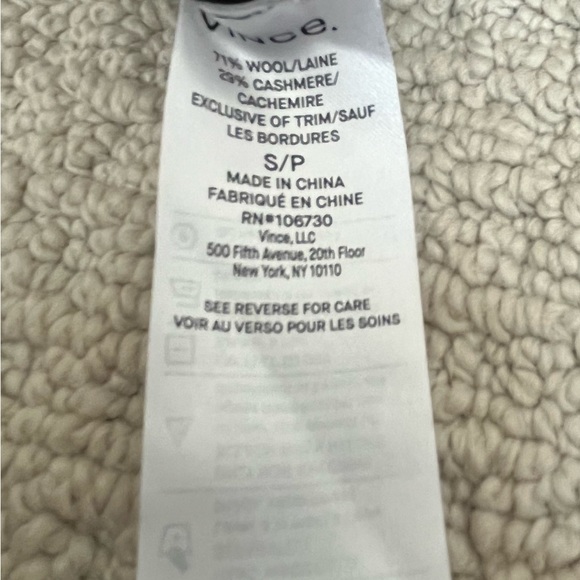 Vince.
71% WOOL/LAINE
29% CASHMERE/
CACHEMIRE
EXCLUSIVE OF TRIM/SAUF
LES BORDURES
S/P
MADE IN CHINA
FABRIQUÉ EN CHINE
RN#106730
Vince, LLC
500 Fifth Avenue, 20th Floor
New York, NY 10110
SEE REVERSE FOR CARE
VOIR AU VERSO POUR LES SOINS